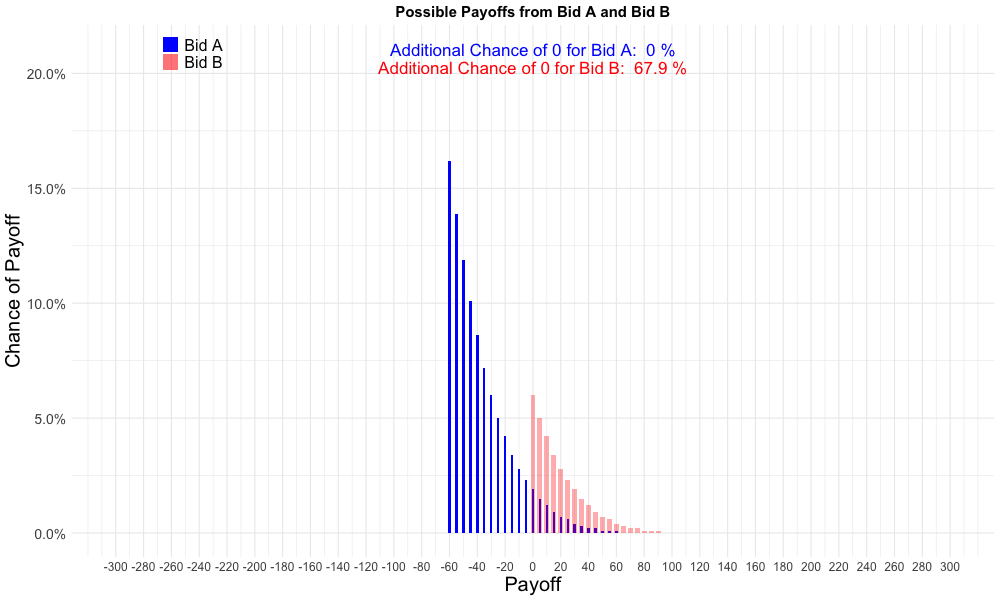 Possible Payoffs from Bid A and Bid B
Bid A
Bid B
Additional Chance of 0 for Bid A:  0 %
Additional Chance of 0 for Bid B:  67.9 %
Chance of Payoff
20.0%
15.0%
10.0%
5.0%
0.0%
-300 -280 -260 -240 -220 -200 -180 -160 -140 -120 -100 -80 -60 -40 -20 0 20 40 60 80 100 120 140 160 180 200 220 240 260 280 300
Payoff